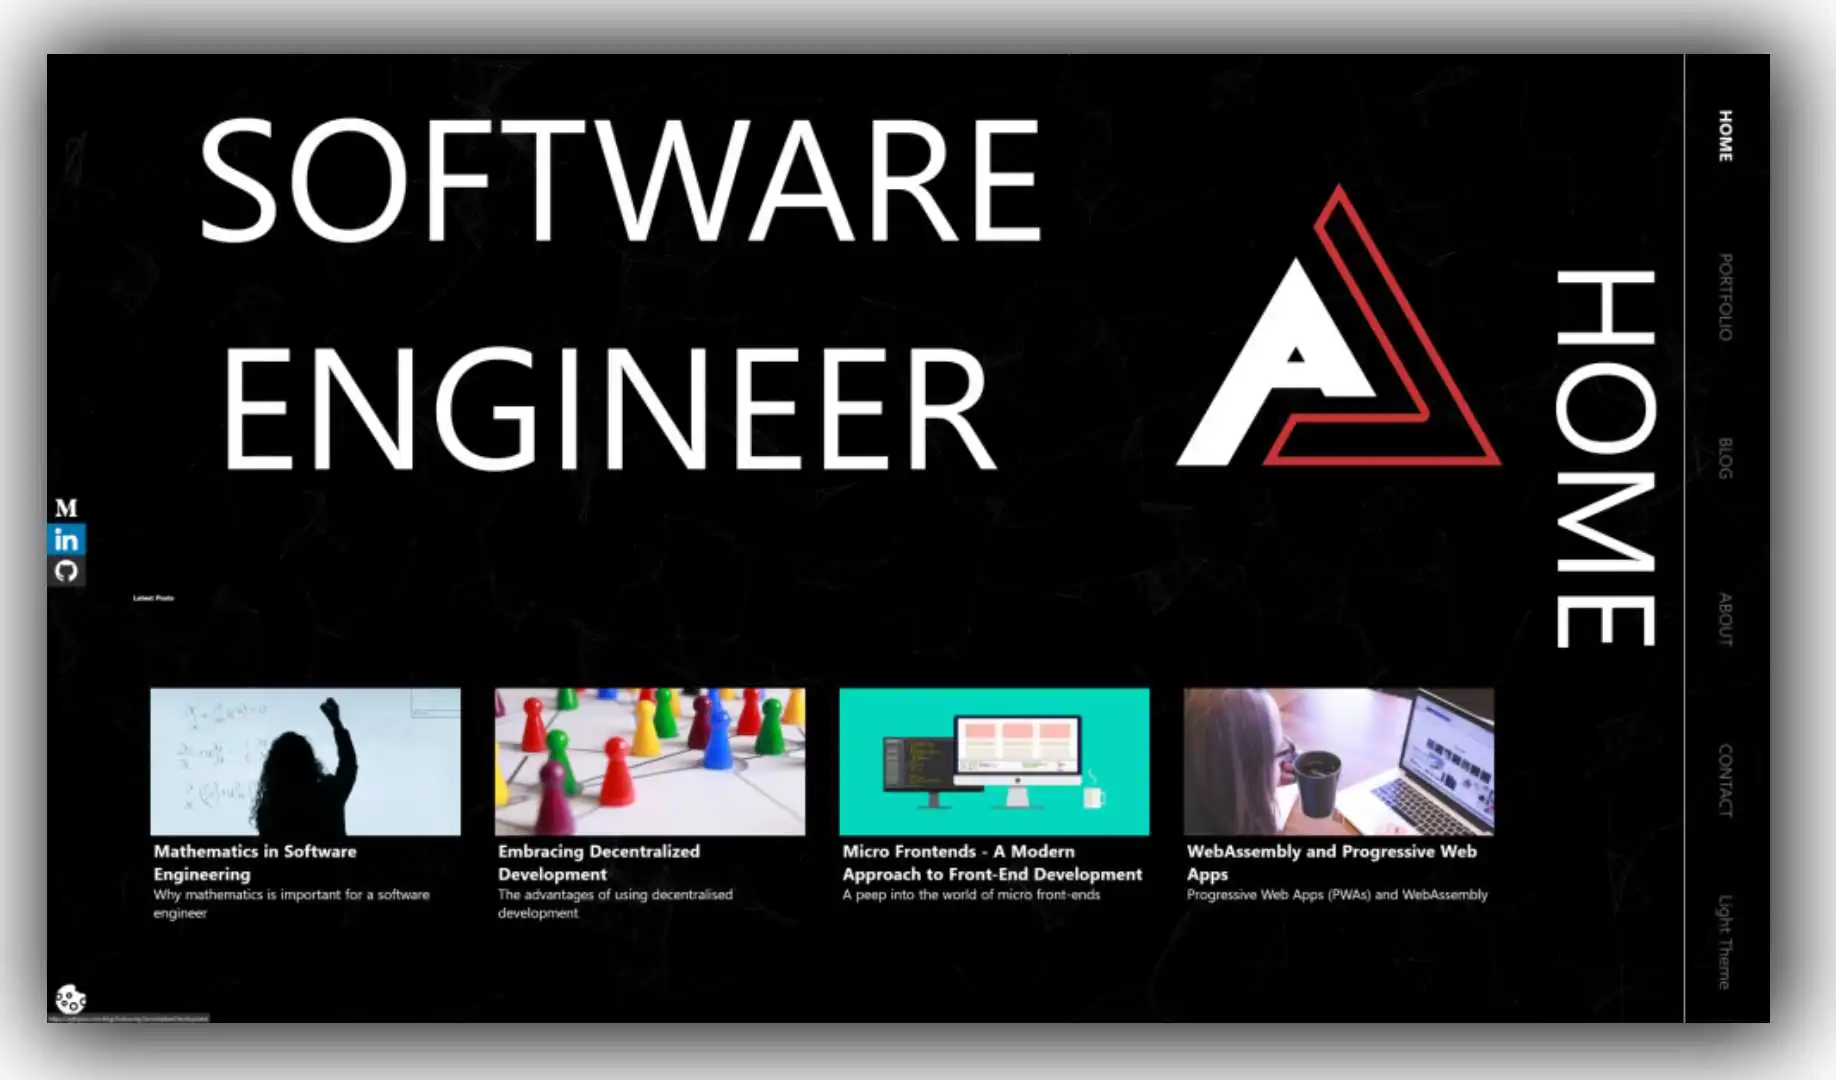 SOFTWARE
ENGINEER
HOME
HOME
PORTFOLIO
BLOG
ABOUT
CONTACT
Light Theme
M
in
Latest Posts
Mathematics in Software
Engineering
Why mathematics is important for a software
engineer
Embracing Decentralized
Development
The advantages of using decentralised
development
Micro Frontends - A Modern
Approach to Front-End Development
A peep into the world of micro front-ends
WebAssembly and Progressive Web
Apps
Progressive Web Apps (PWAs) and WebAssembly